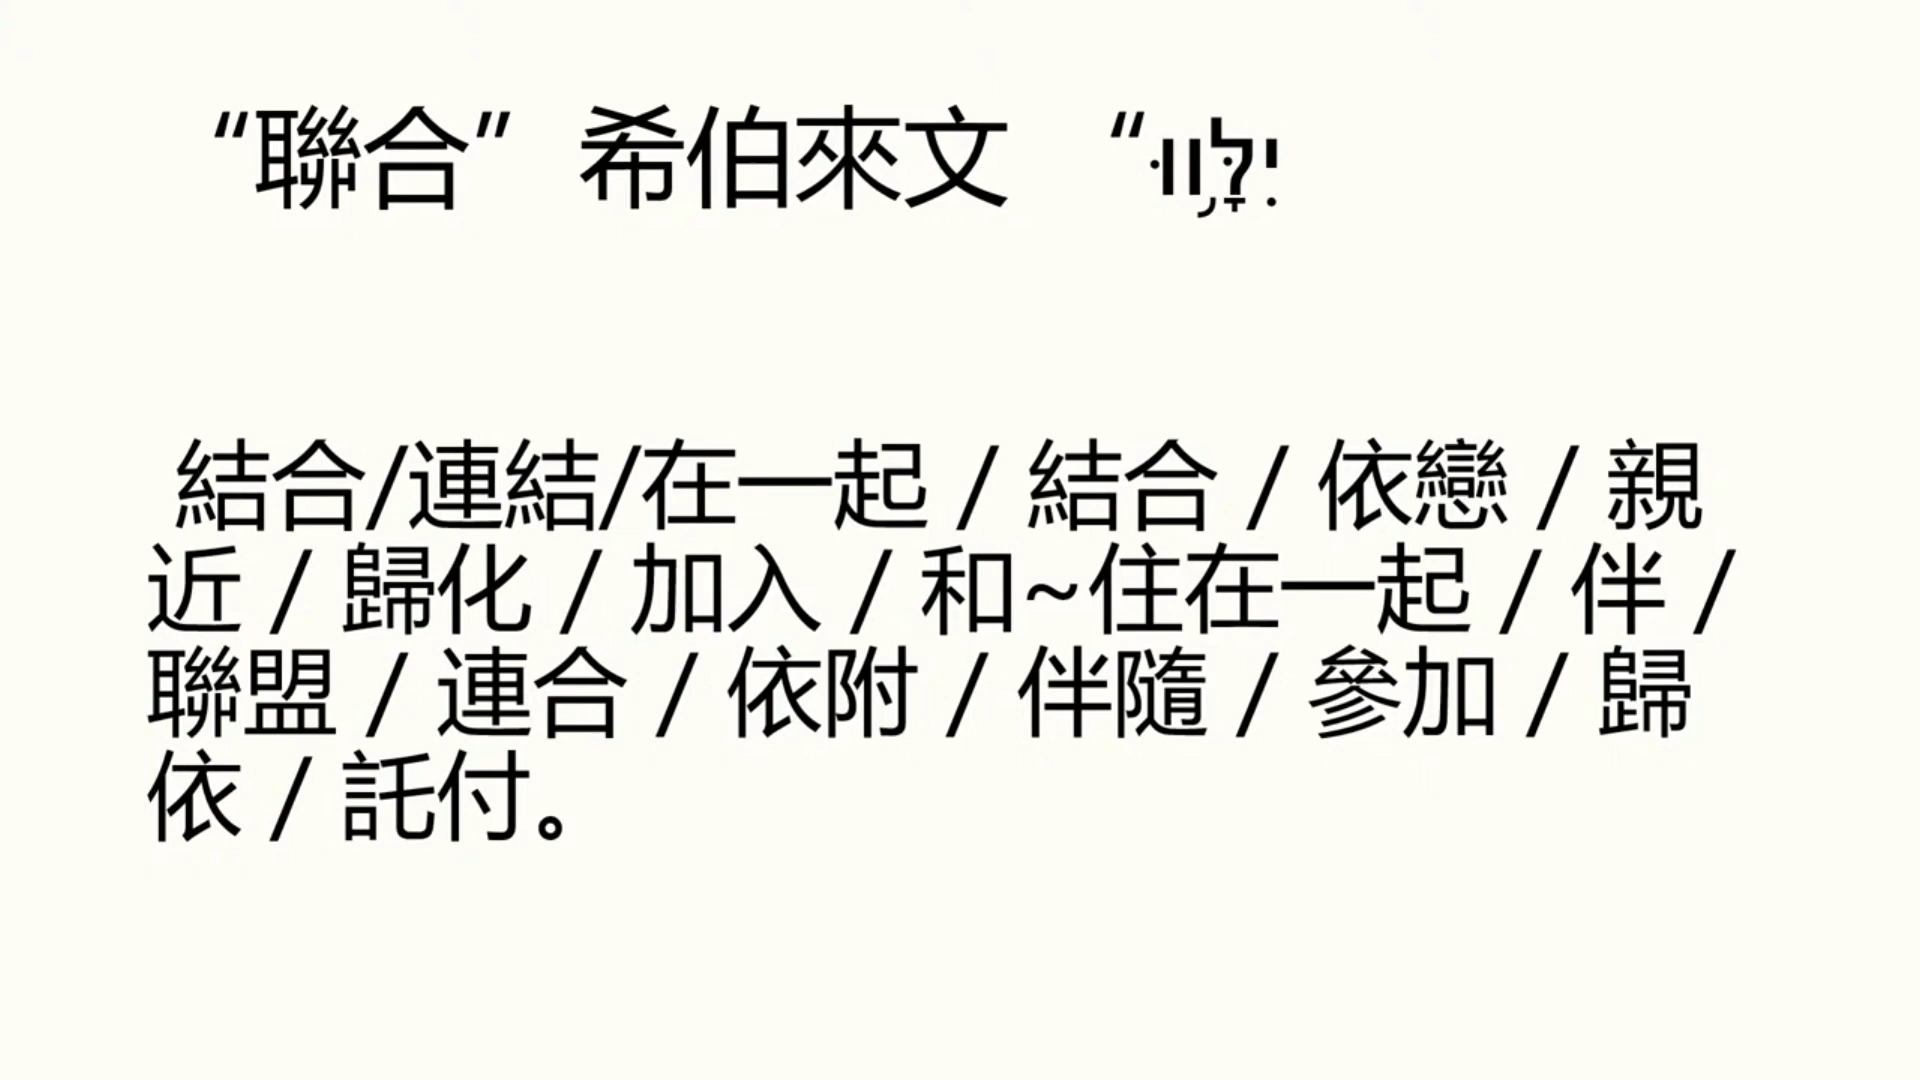 “聯合” 希伯來文 “יִלָּ֥ווּ
結合/連結/在一起 / 結合 / 依戀 / 親
近 / 歸化 / 加入 / 和~住在一起 / 伴 /
聯盟 / 連合 / 依附 / 伴隨 / 參加 / 歸
依 / 託付。